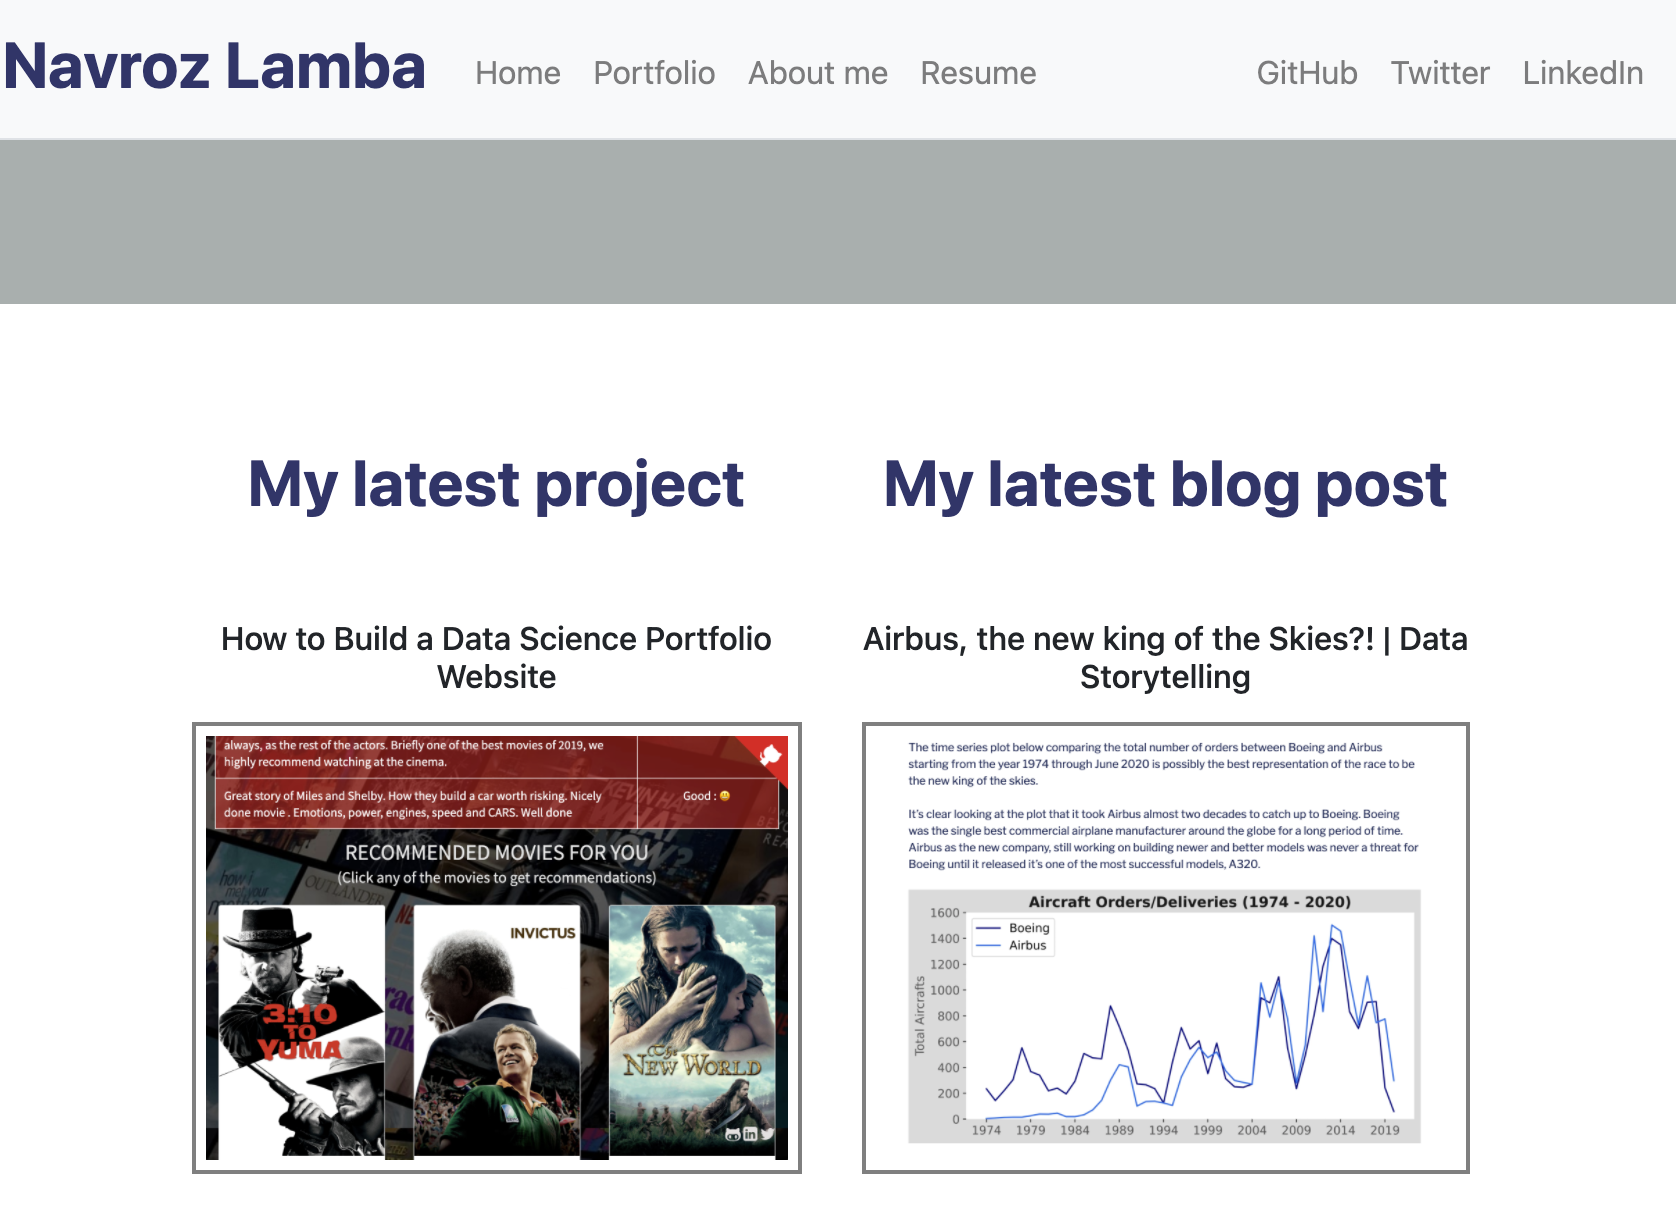 Navroz Lamba
Home Portfolio About me Resume
GitHub Twitter LinkedIn
My latest project
How to Build a Data Science Portfolio
Website
always, as the rest of the actors. Briefly one of the best movies of 2019, we
highly recommend watching at the cinema.
Great story of Miles and Shelby. How they build a car worth risking. Nicely
done movie . Emotions, power, engines, speed and CARS. Well done
Good : 😃
RECOMMENDED MOVIES FOR YOU
(Click any of the movies to get recommendations)
how i
met your
mother
OUTLANDER
3:10
TO
YUMA
INVICTUS
The
NEW WORLD
My latest blog post
Airbus, the new king of the Skies?! | Data
Storytelling
The time series plot below comparing the total number of orders between Boeing and Airbus
starting from the year 1974 through June 2020 is possibly the best representation of the race to be
the new king of the skies.
It's clear looking at the plot that it took Airbus almost two decades to catch up to Boeing. Boeing
was the single best commercial airplane manufacturer around the globe for a long period of time.
Airbus as the new company, still working on building newer and better models was never a threat for
Boeing until it released it's one of the most successful models, A320.
Aircraft Orders/Deliveries (1974 - 2020)
Boeing
Airbus
Total Aircrafts
1600
1400
1200
1000
800
600
400
200
0
1974 1979 1984 1989 1994 1999 2004 2009 2014 2019